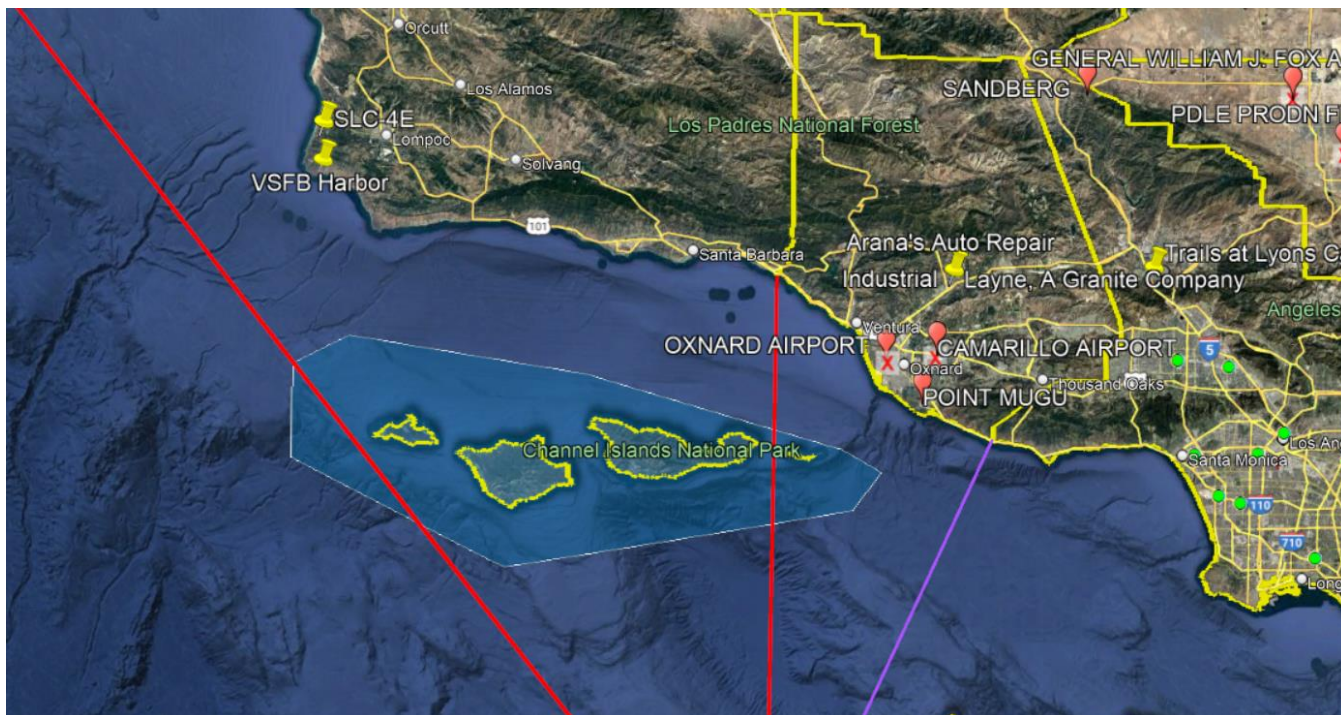 Orcutt
GENERAL WILLIAM J. FOX A
SANDBERG
Los Alamos
PDLE PRODN F
SLC-4E
Los Padres National Forest
Lompoc
Solvang
VSFB Harbor
101
Santa Barbara
Arana's Auto Repair
Trails at Lyons Ca
Industrial
Layne, A Granite Company
Angeles
Ventura
OXNARD AIRPORT
X
CAMARILLO AIRPORT
X
5
Oxnard
Thousand Oaks
POINT MUGU
Channel Islands National Park
Los An
Santa Monica
110
710
Long